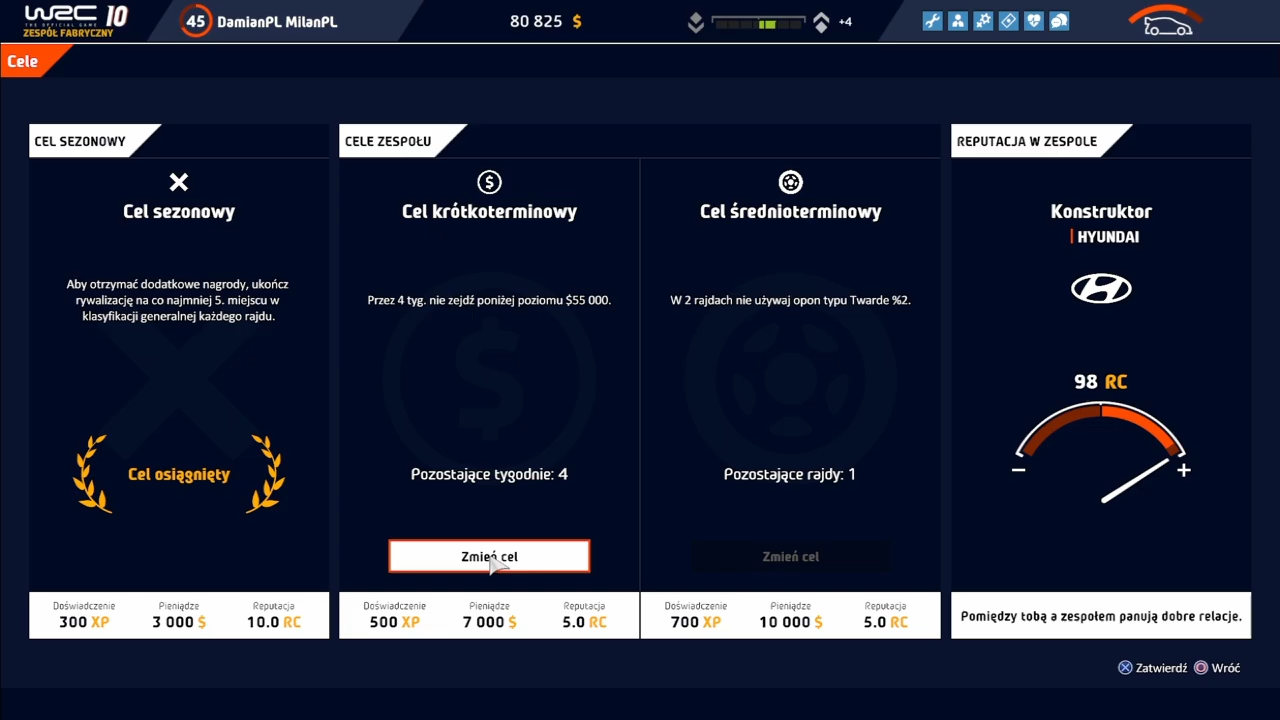 WRC 10
THE OFFICIAL GAME
ZESPÓŁ FABRYCZNY
45 DamianPL MilanPL
80 825 $
+4
Cele
CEL SEZONOWY
Cel sezonowy
Aby otrzymać dodatkowe nagrody, ukończ
rywalizację na co najmniej 5. miejscu w
klasyfikacji generalnej każdego rajdu.
Cel osiągnięty
Doświadczenie Pieniądze Reputacja
300 XP 3 000 $ 10.0 RC
CELE ZESPOŁU
Cel krótkoterminowy
Przez 4 tyg. nie zejdź poniżej poziomu $55 000.
Pozostające tygodnie: 4
Zmień cel
Doświadczenie Pieniądze Reputacja
500 XP 7 000 $ 5.0 RC
Cel średnioterminowy
W 2 rajdach nie używaj opon typu Twarde %2.
Pozostające rajdy: 1
Zmień cel
Doświadczenie Pieniądze Reputacja
700 XP 10 000 $ 5.0 RC
REPUTACJA W ZESPOLE
Konstruktor
HYUNDAI
98 RC
− +
Pomiędzy tobą a zespołem panują dobre relacje.
Zatwierdź Wróć